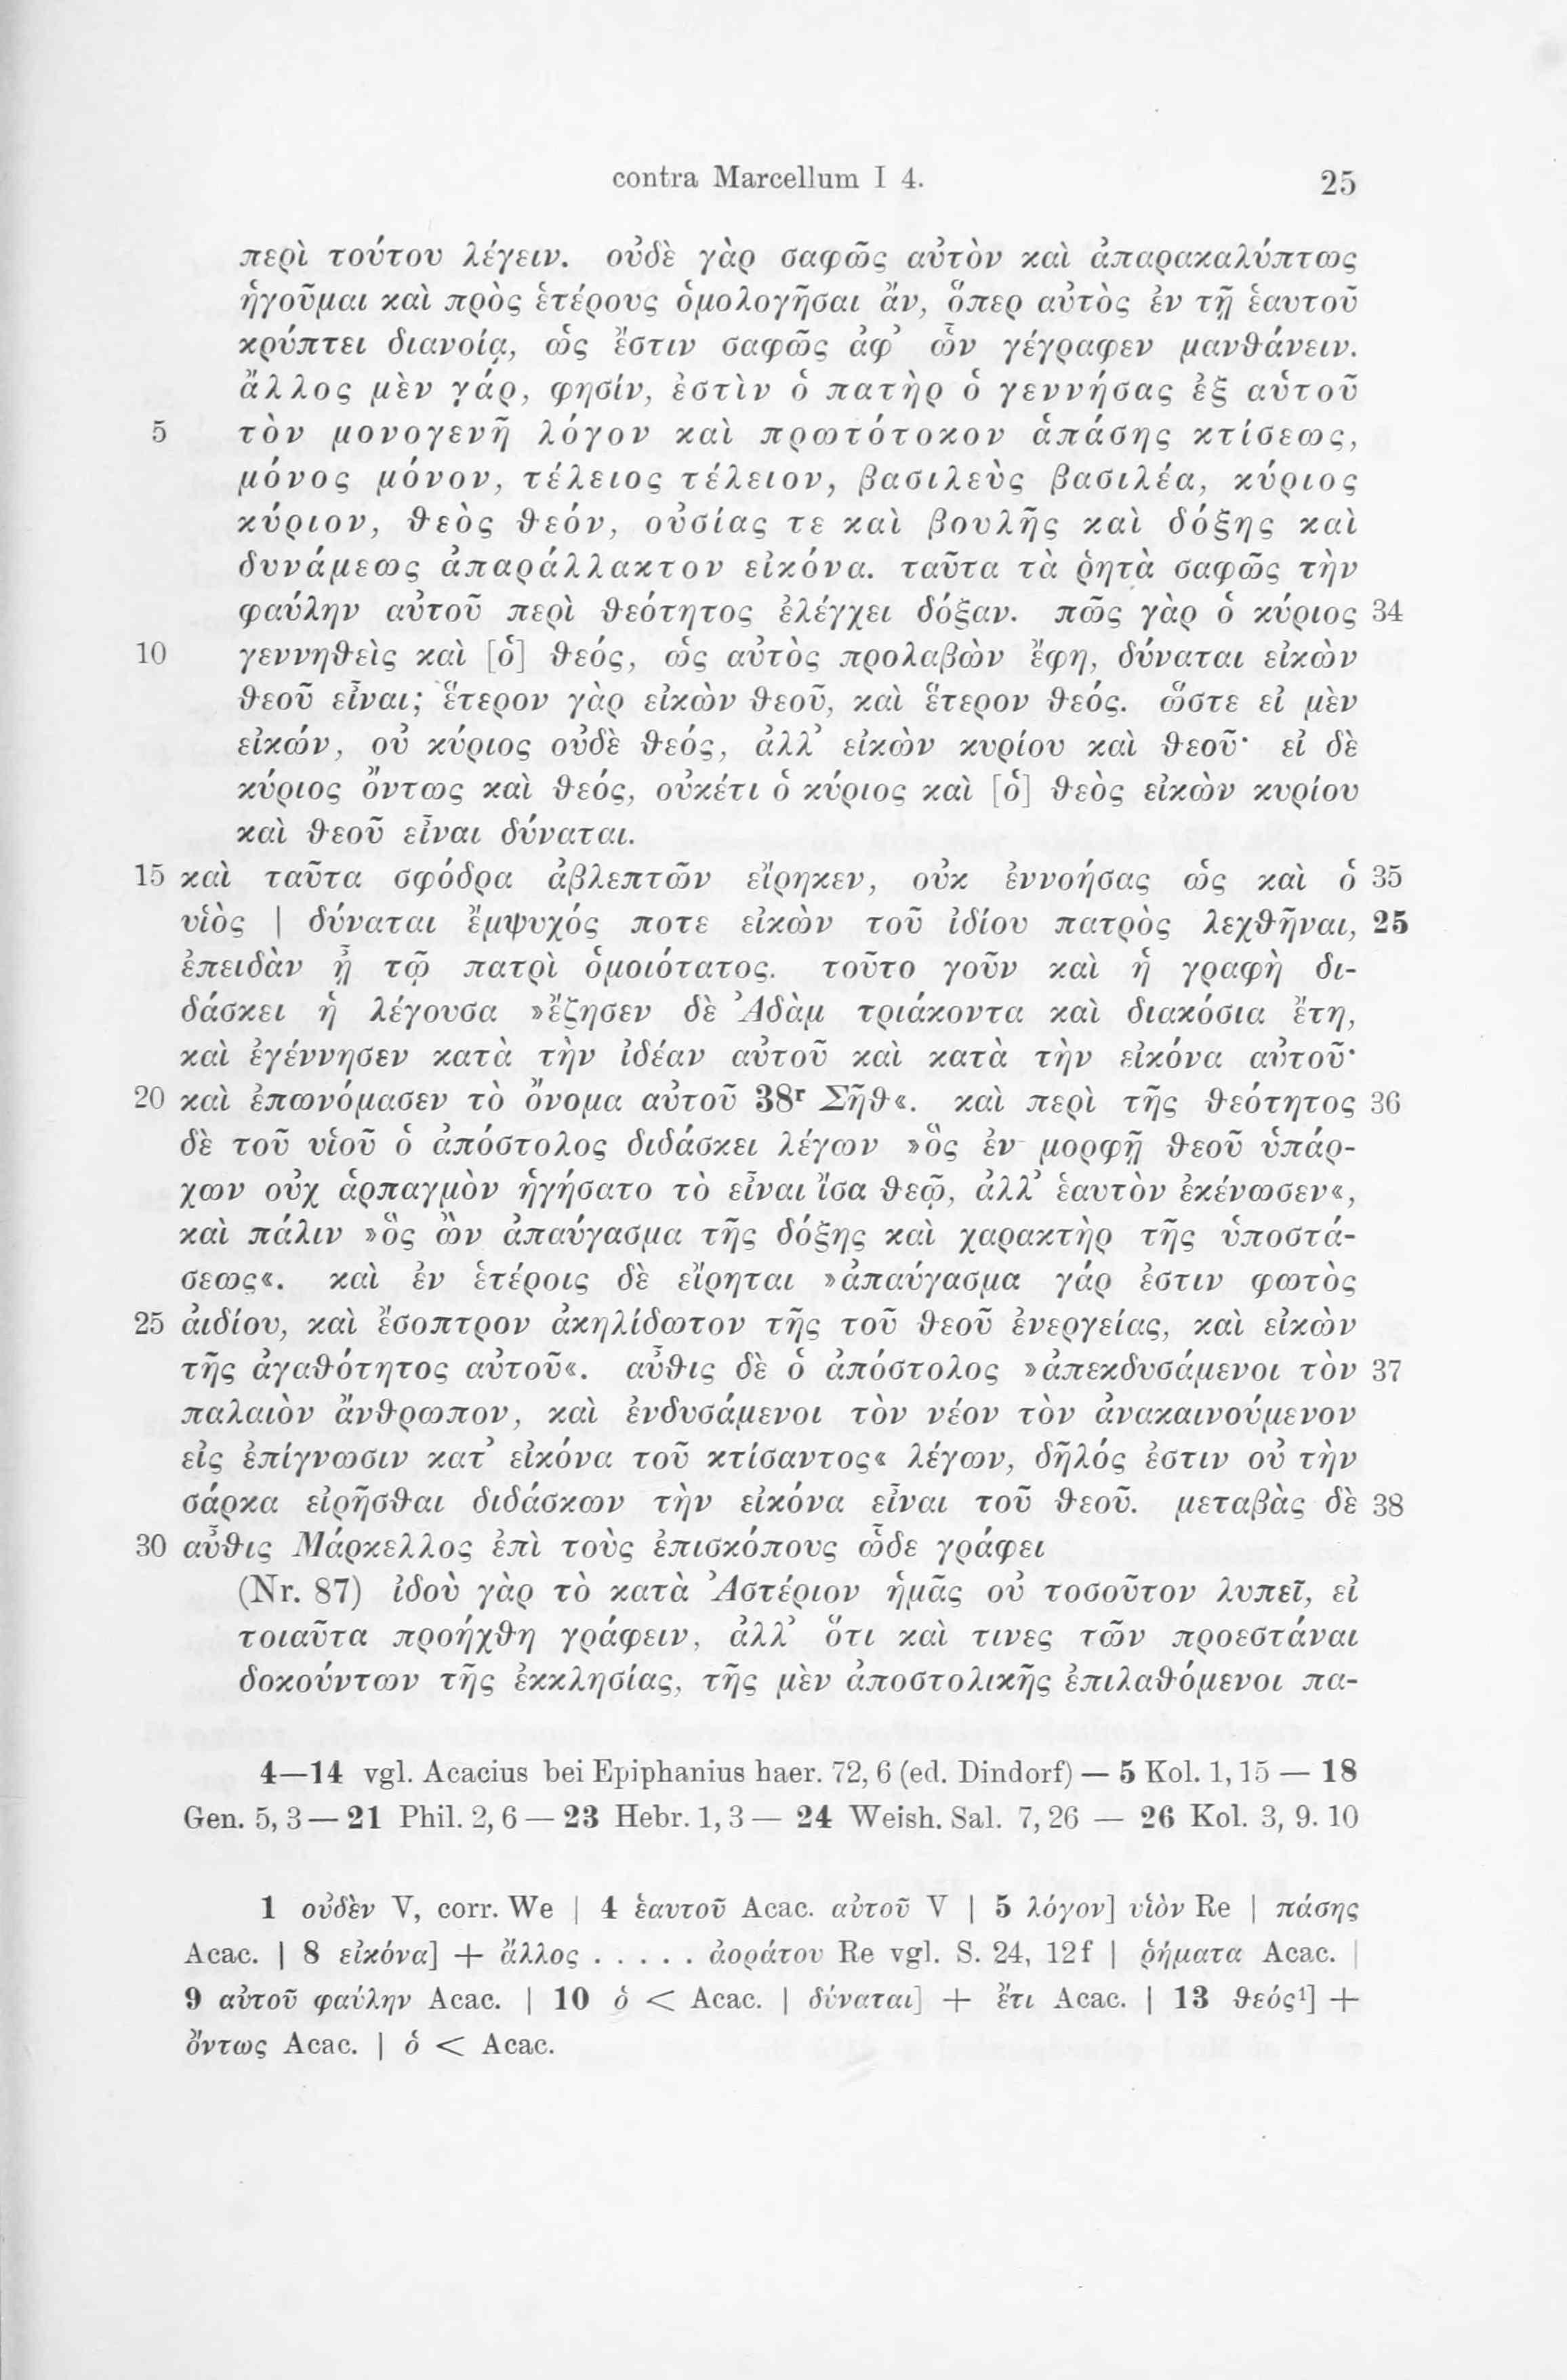 contra Marcellum I 4. 25
περὶ τούτου λέγειν. οὐδὲ γὰρ σαφῶς αὐτὸν καὶ ἀπαρακαλύπτως
ἡγοῦμαι καὶ πρὸς ἑτέρους ὁμολογῆσαι ἄν, ὅπερ αὐτὸς ἐν τῇ ἑαυτοῦ
κρύπτει διανοίᾳ, ὡς ἔστιν σαφῶς ἀφ’ ὧν γέγραφεν μανθάνειν.
ἄλλος μὲν γάρ, φησίν, ἐστὶν ὁ πατὴρ ὁ γεννήσας ἐξ αὑτοῦ
5 τὸν μονογενῆ λόγον καὶ πρωτότοκον ἁπάσης κτίσεως,
μόνος μόνον, τέλειος τέλειον, βασιλεὺς βασιλέα, κύριος
κύριον, θεὸς θεόν, οὐσίας τε καὶ βουλῆς καὶ δόξης καὶ
δυνάμεως ἀπαράλλακτον εἰκόνα. ταῦτα τὰ ῥητὰ σαφῶς τὴν
φαύλην αὐτοῦ περὶ θεότητος ἐλέγχει δόξαν. πῶς γὰρ ὁ κύριος 34
10 γεννηθεὶς καὶ [ὁ] θεός, ὡς αὐτὸς προλαβὼν ἔφη, δύναται εἰκὼν
θεοῦ εἶναι; ἕτερον γὰρ εἰκὼν θεοῦ, καὶ ἕτερον θεός. ὥστε εἰ μὲν
εἰκών, οὐ κύριος οὐδὲ θεός, ἀλλ’ εἰκὼν κυρίου καὶ θεοῦ· εἰ δὲ
κύριος ὄντως καὶ θεός, οὐκέτι ὁ κύριος καὶ [ὁ] θεὸς εἰκὼν κυρίου
καὶ θεοῦ εἶναι δύναται.
15 καὶ ταῦτα σφόδρα ἀβλεπτῶν εἴρηκεν, οὐκ ἐννοήσας ὡς καὶ ὁ 35
υἱὸς | δύναται ἔμψυχός ποτε εἰκὼν τοῦ ἰδίου πατρὸς λεχθῆναι, 25
ἐπειδὰν ᾖ τῷ πατρὶ ὁμοιότατος. τοῦτο γοῦν καὶ ἡ γραφὴ δι-
δάσκει ἡ λέγουσα »ἔζησεν δὲ Ἀδὰμ τριάκοντα καὶ διακόσια ἔτη,
καὶ ἐγέννησεν κατὰ τὴν ἰδέαν αὐτοῦ καὶ κατὰ τὴν εἰκόνα αὐτοῦ·
20 καὶ ἐπωνόμασεν τὸ ὄνομα αὐτοῦ 38r Σῆθ«. καὶ περὶ τῆς θεότητος 36
δὲ τοῦ υἱοῦ ὁ ἀπόστολος διδάσκει λέγων »ὃς ἐν μορφῇ θεοῦ ὑπάρ-
χων οὐχ ἁρπαγμὸν ἡγήσατο τὸ εἶναι ἴσα θεῷ, ἀλλ’ ἑαυτὸν ἐκένωσεν«,
καὶ πάλιν »ὃς ὢν ἀπαύγασμα τῆς δόξης καὶ χαρακτὴρ τῆς ὑποστά-
σεως«. καὶ ἐν ἑτέροις δὲ εἴρηται »ἀπαύγασμα γάρ ἐστιν φωτὸς
25 ἀιδίου, καὶ ἔσοπτρον ἀκηλίδωτον τῆς τοῦ θεοῦ ἐνεργείας, καὶ εἰκὼν
τῆς ἀγαθότητος αὐτοῦ«. αὖθις δὲ ὁ ἀπόστολος »ἀπεκδυσάμενοι τὸν 37
παλαιὸν ἄνθρωπον, καὶ ἐνδυσάμενοι τὸν νέον τὸν ἀνακαινούμενον
εἰς ἐπίγνωσιν κατ’ εἰκόνα τοῦ κτίσαντος« λέγων, δῆλός ἐστιν οὐ τὴν
σάρκα εἰρῆσθαι διδάσκων τὴν εἰκόνα εἶναι τοῦ θεοῦ. μεταβὰς δὲ 38
30 αὖθις Μάρκελλος ἐπὶ τοὺς ἐπισκόπους ὧδε γράφει
(Nr. 87) ἰδοὺ γὰρ τὸ κατὰ Ἀστέριον ἡμᾶς οὐ τοσοῦτον λυπεῖ, εἰ
τοιαῦτα προήχθη γράφειν, ἀλλ’ ὅτι καὶ τινες τῶν προεστάναι
δοκούντων τῆς ἐκκλησίας, τῆς μὲν ἀποστολικῆς ἐπιλαθόμενοι πα-
4—14 vgl. Acacius bei Epiphanius haer. 72, 6 (ed. Dindorf) — 5 Kol. 1, 15 — 18
Gen. 5, 3 — 21 Phil. 2, 6 — 23 Hebr. 1, 3 — 24 Weish. Sal. 7, 26 — 26 Kol. 3, 9. 10
1 οὐδὲν V, corr. We | 4 ἑαυτοῦ Acac. αὐτοῦ V | 5 λόγον] υἱὸν Re | πάσης
Acac. | 8 εἰκόνα] + ἄλλος . . . . . ἀοράτου Re vgl. S. 24, 12f | ῥήματα Acac. |
9 αὐτοῦ φαύλην Acac. | 10 ὁ < Acac. | δύναται] + ἔτι Acac. | 13 θεός1] +
ὄντως Acac. | ὁ < Acac.